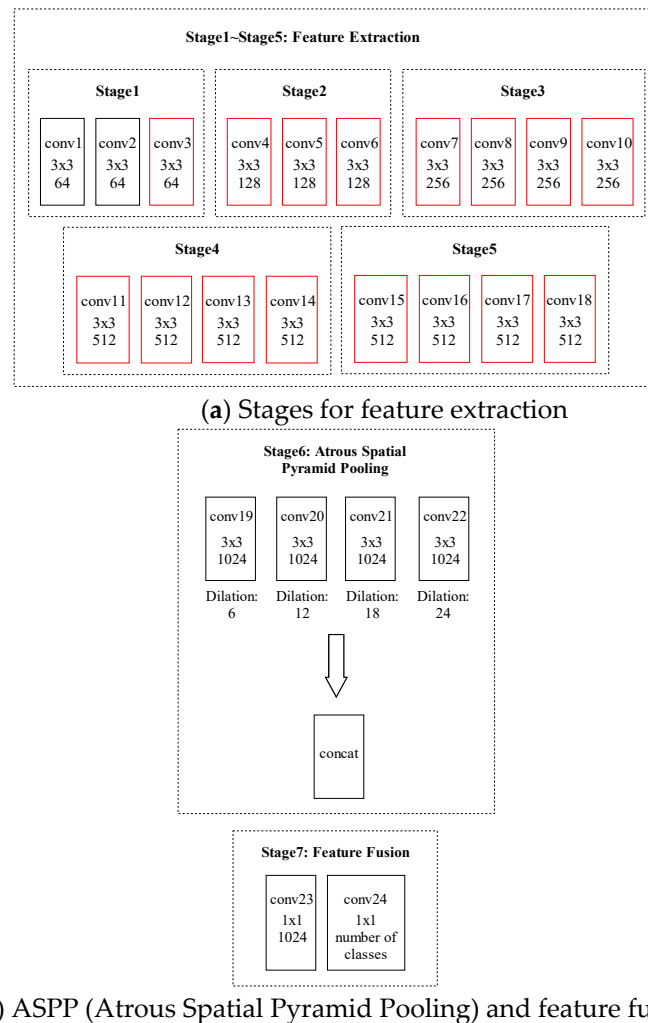 Stage1~Stage5: Feature Extraction
Stage1 Stage2 Stage3
conv1 conv2 conv3 conv4 conv5 conv6 conv7 conv8 conv9 conv10
3x3 3x3 3x3 3x3 3x3 3x3 3x3 3x3 3x3 3x3
64 64 64 128 128 128 256 256 256 256
Stage4 Stage5
conv11 conv12 conv13 conv14 conv15 conv16 conv17 conv18
3x3 3x3 3x3 3x3 3x3 3x3 3x3 3x3
512 512 512 512 512 512 512 512
(a) Stages for feature extraction
Stage6: Atrous Spatial
Pyramid Pooling
conv19 conv20 conv21 conv22
3x3 3x3 3x3 3x3
1024 1024 1024 1024
Dilation: Dilation: Dilation: Dilation:
6 12 18 24
concat
Stage7: Feature Fusion
conv23 conv24
1x1 1x1
1024 number of
classes
) ASPP (Atrous Spatial Pyramid Pooling) and feature fu